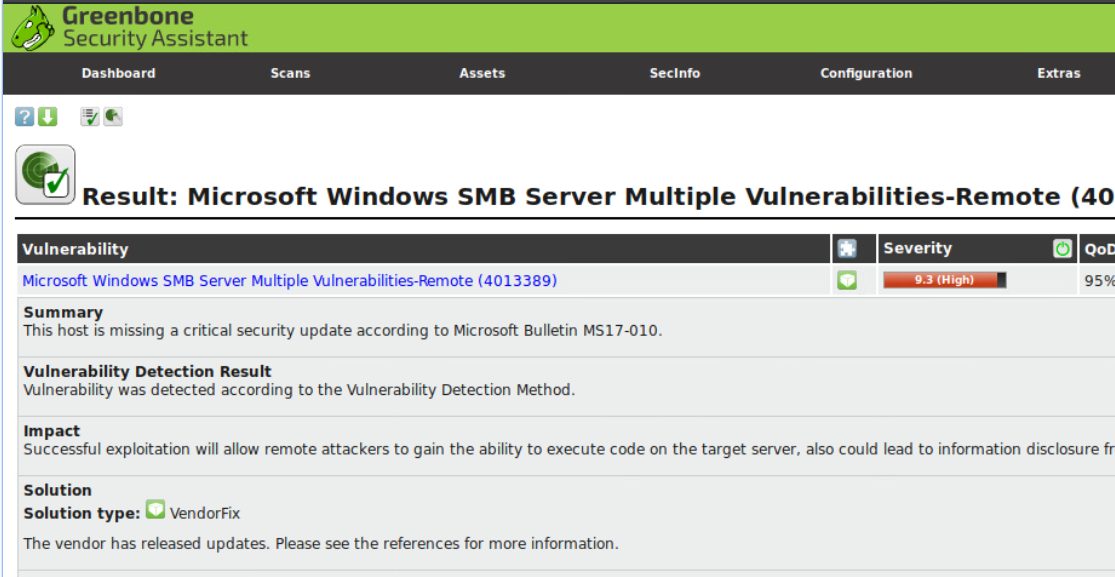 Greenbone
Security Assistant
Dashboard Scans Assets SecInfo Configuration Extras
Result: Microsoft Windows SMB Server Multiple Vulnerabilities-Remote (40
Vulnerability Severity QoD
Microsoft Windows SMB Server Multiple Vulnerabilities-Remote (4013389) 9.3 (High) 95%
Summary
This host is missing a critical security update according to Microsoft Bulletin MS17-010.
Vulnerability Detection Result
Vulnerability was detected according to the Vulnerability Detection Method.
Impact
Successful exploitation will allow remote attackers to gain the ability to execute code on the target server, also could lead to information disclosure fr
Solution
Solution type: VendorFix
The vendor has released updates. Please see the references for more information.